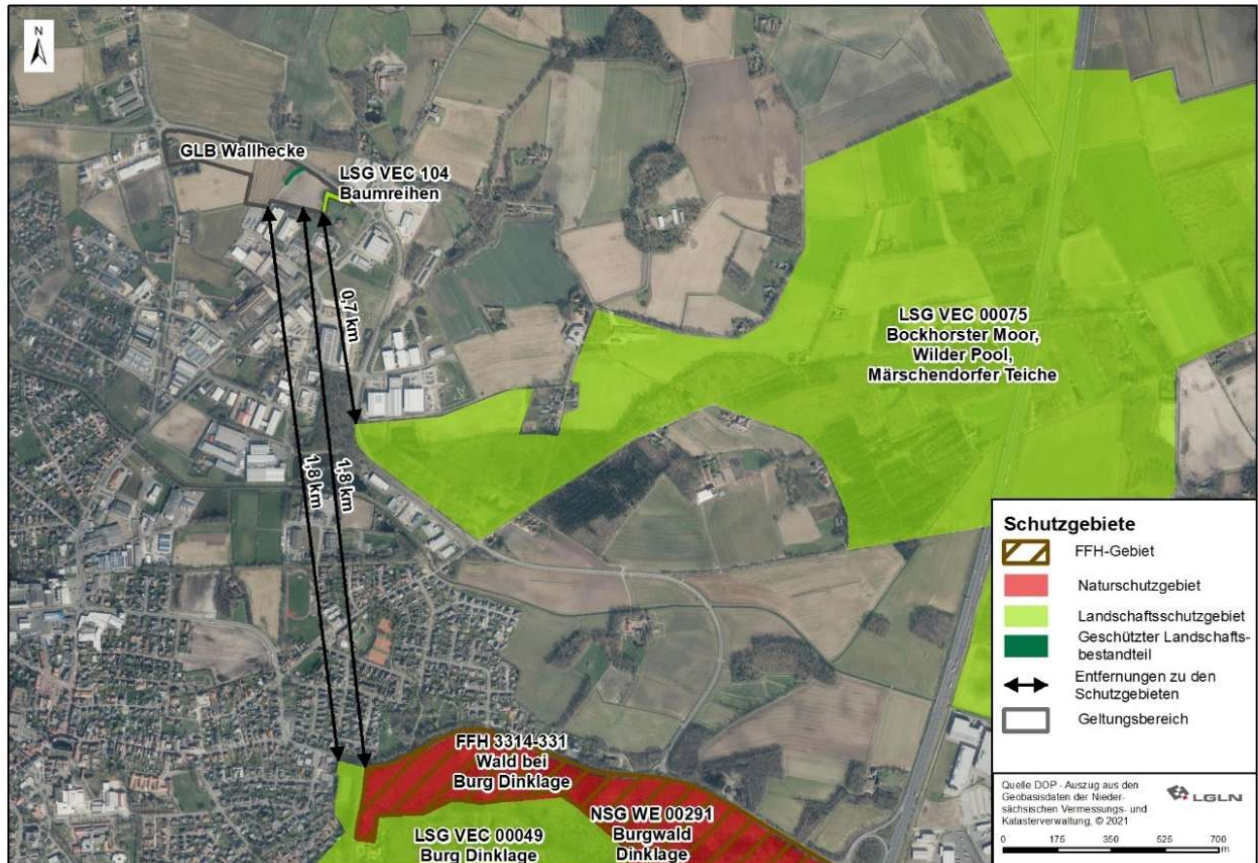 N
GLB Wallhecke
LSG VEC 104
Baumreihen
0,7 km
LSG VEC 00075
Bockhorster Moor,
Wilder Pool,
Märschendorfer Teiche
1,8 km
1,8 km
FFH 3314-331
Wald bei
Burg Dinklage
NSG WE 00291
Burgwald
Dinklage
LSG VEC 00049
Burg Dinklage
Schutzgebiete
FFH-Gebiet
Naturschutzgebiet
Landschaftsschutzgebiet
Geschützter Landschafts-
bestandteil
Entfernungen zu den
Schutzgebieten
Geltungsbereich
Quelle DOP - Auszug aus den
Geobasisdaten der Nieder-
sächsischen Vermessungs- und
Katasterverwaltung, © 2021
LGLN
0 175 350 525 700
m